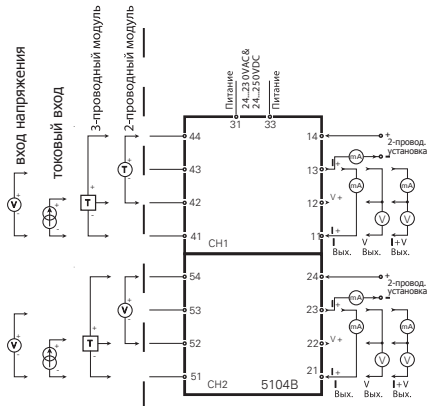 вход напряжения
токовый вход
3-проводный модуль
2-проводный модуль
Питание
24...230VAC&
24...250VDC
Питание
31
33
44
14
+
2-провод.
установка
mA
-
43
13
I +
T
mA
mA
V
T
42
12
V +
V
V
41
11
I +
CH1
I
Вых.
V
Вых.
I+V
Вых.
54
24
+
2-провод.
установка
mA
-
V
53
23
I +
mA
mA
V
T
52
22
V +
V
V
51
21
I +
CH2
5104B
I
Вых.
V
Вых.
I+V
Вых.